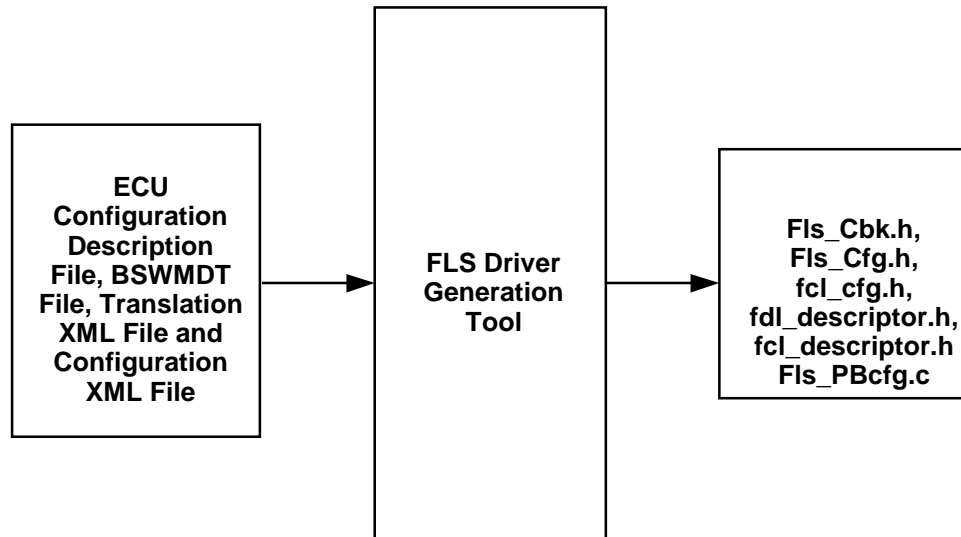 ECU
Configuration
Description
File, BSWMDT
File, Translation
XML File and
Configuration
XML File
FLS Driver
Generation
Tool
Fls_Cbk.h,
Fls_Cfg.h,
fcl_cfg.h,
fdl_descriptor.h,
fcl_descriptor.h
Fls_PBcfg.c